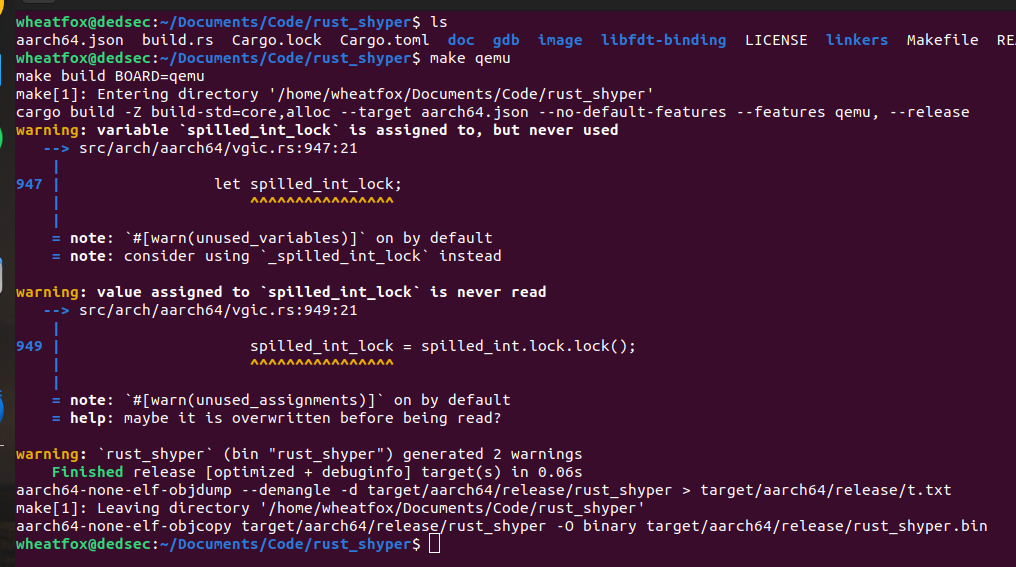 wheatfox@dedsec:~/Documents/Code/rust_shyper$ ls
aarch64.json  build.rs  Cargo.lock  Cargo.toml  doc  gdb  image  libfdt-binding  LICENSE  linkers  Makefile
wheatfox@dedsec:~/Documents/Code/rust_shyper$ make qemu
make build BOARD=qemu
make[1]: Entering directory '/home/wheatfox/Documents/Code/rust_shyper'
cargo build -Z build-std=core,alloc --target aarch64.json --no-default-features --features qemu, --release
warning: variable `spilled_int_lock` is assigned to, but never used
   --> src/arch/aarch64/vgic.rs:947:21
    |
947 |                 let spilled_int_lock;
    |                     ^^^^^^^^^^^^^^^^
    |
    = note: `#[warn(unused_variables)]` on by default
    = note: consider using `_spilled_int_lock` instead
warning: value assigned to `spilled_int_lock` is never read
   --> src/arch/aarch64/vgic.rs:949:21
    |
949 |                     spilled_int_lock = spilled_int.lock.lock();
    |                     ^^^^^^^^^^^^^^^^
    |
    = note: `#[warn(unused_assignments)]` on by default
    = help: maybe it is overwritten before being read?
warning: `rust_shyper` (bin "rust_shyper") generated 2 warnings
    Finished release [optimized + debuginfo] target(s) in 0.06s
aarch64-none-elf-objdump --demangle -d target/aarch64/release/rust_shyper > target/aarch64/release/t.txt
make[1]: Leaving directory '/home/wheatfox/Documents/Code/rust_shyper'
aarch64-none-elf-objcopy target/aarch64/release/rust_shyper -O binary target/aarch64/release/rust_shyper.bin
wheatfox@dedsec:~/Documents/Code/rust_shyper$